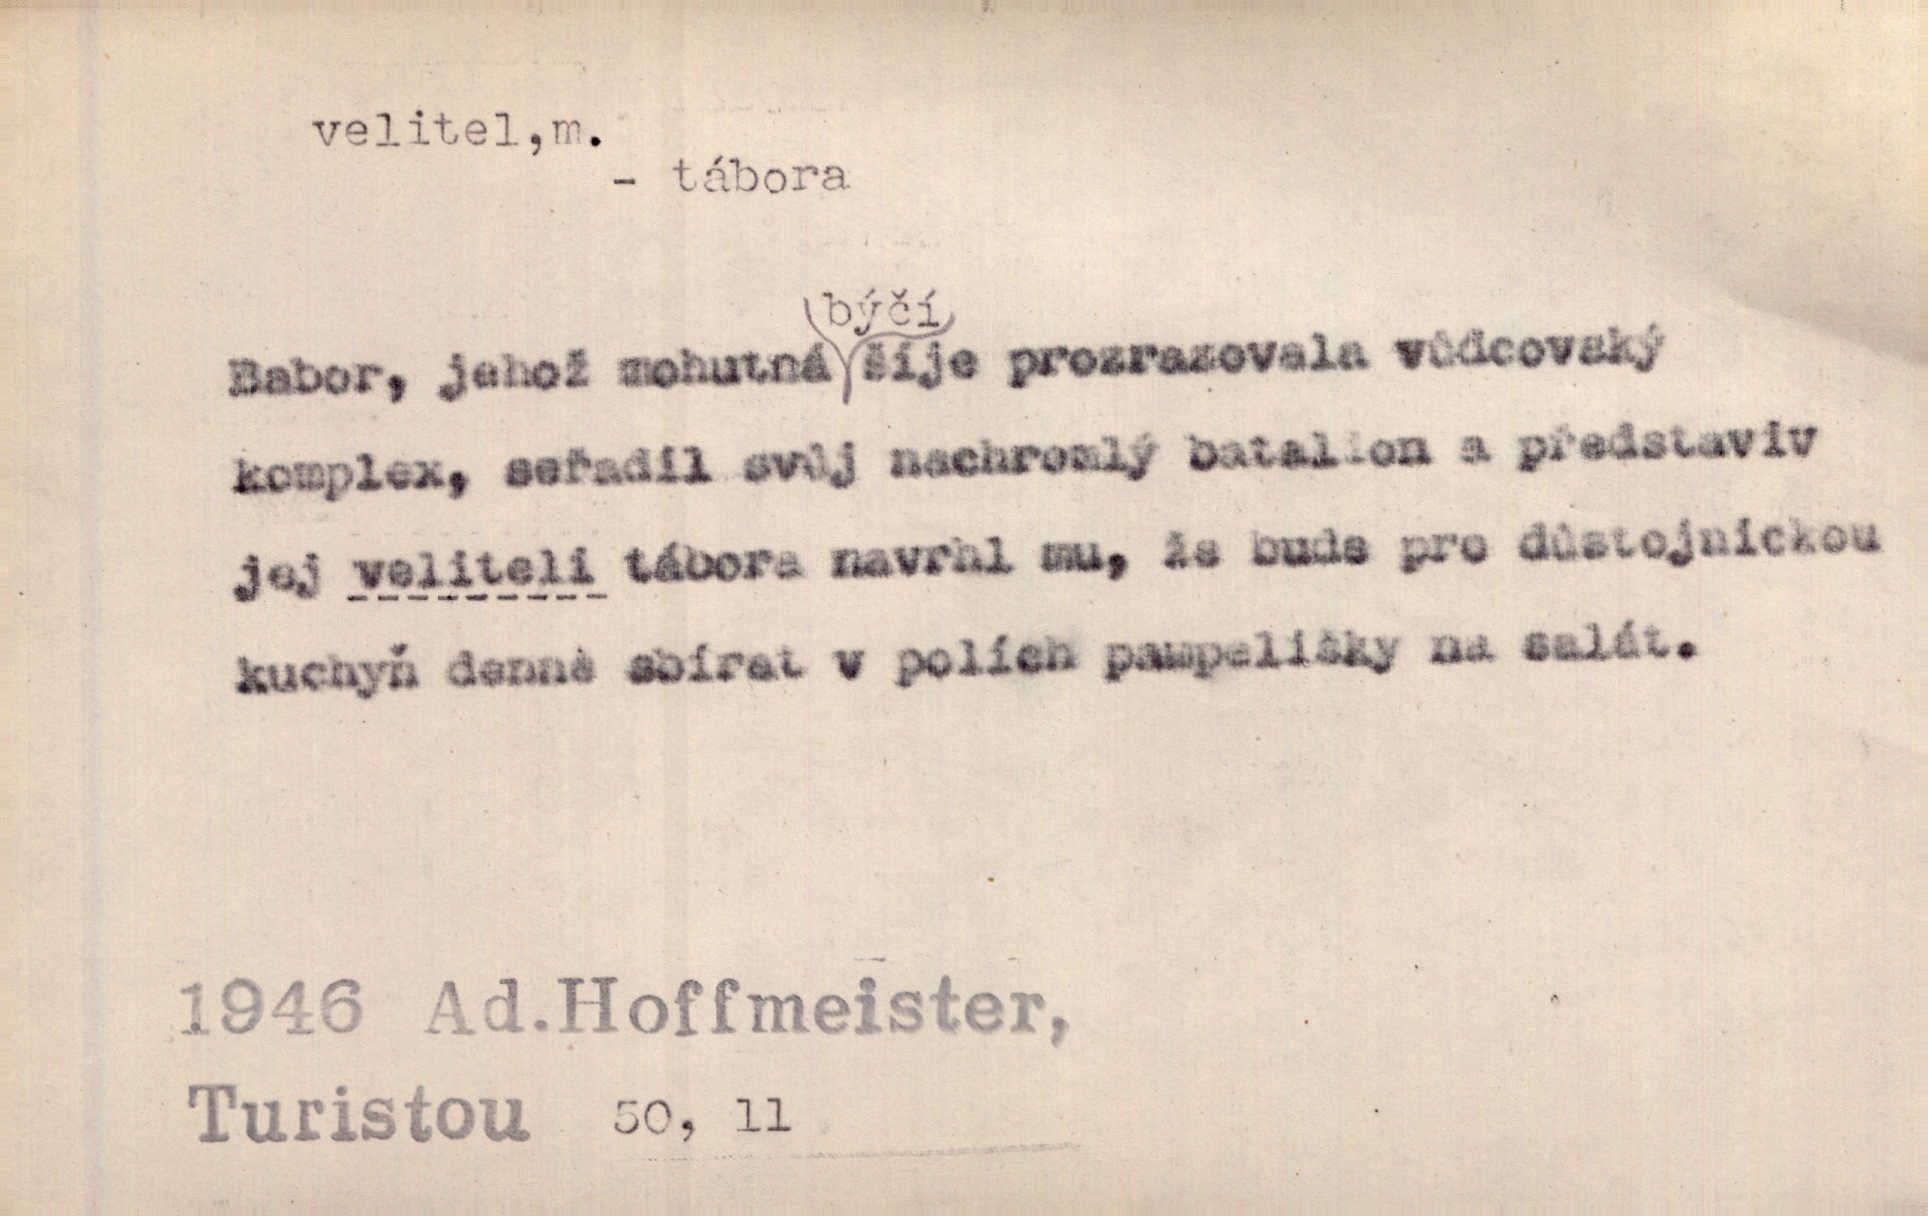 velitel,m.
- tábora
býčí
Babor, jehož mohutná šíje prozrazovala vůdcovský
komplex, seřadil svůj nachromlý batalion a představiv
jej veliteli tábora navrhl mu, že bude pro důstojnickou
kuchyň denně sbírat v polích pampelišky na salát.
1946 Ad.Hoffmeister,
Turistou 50, 11